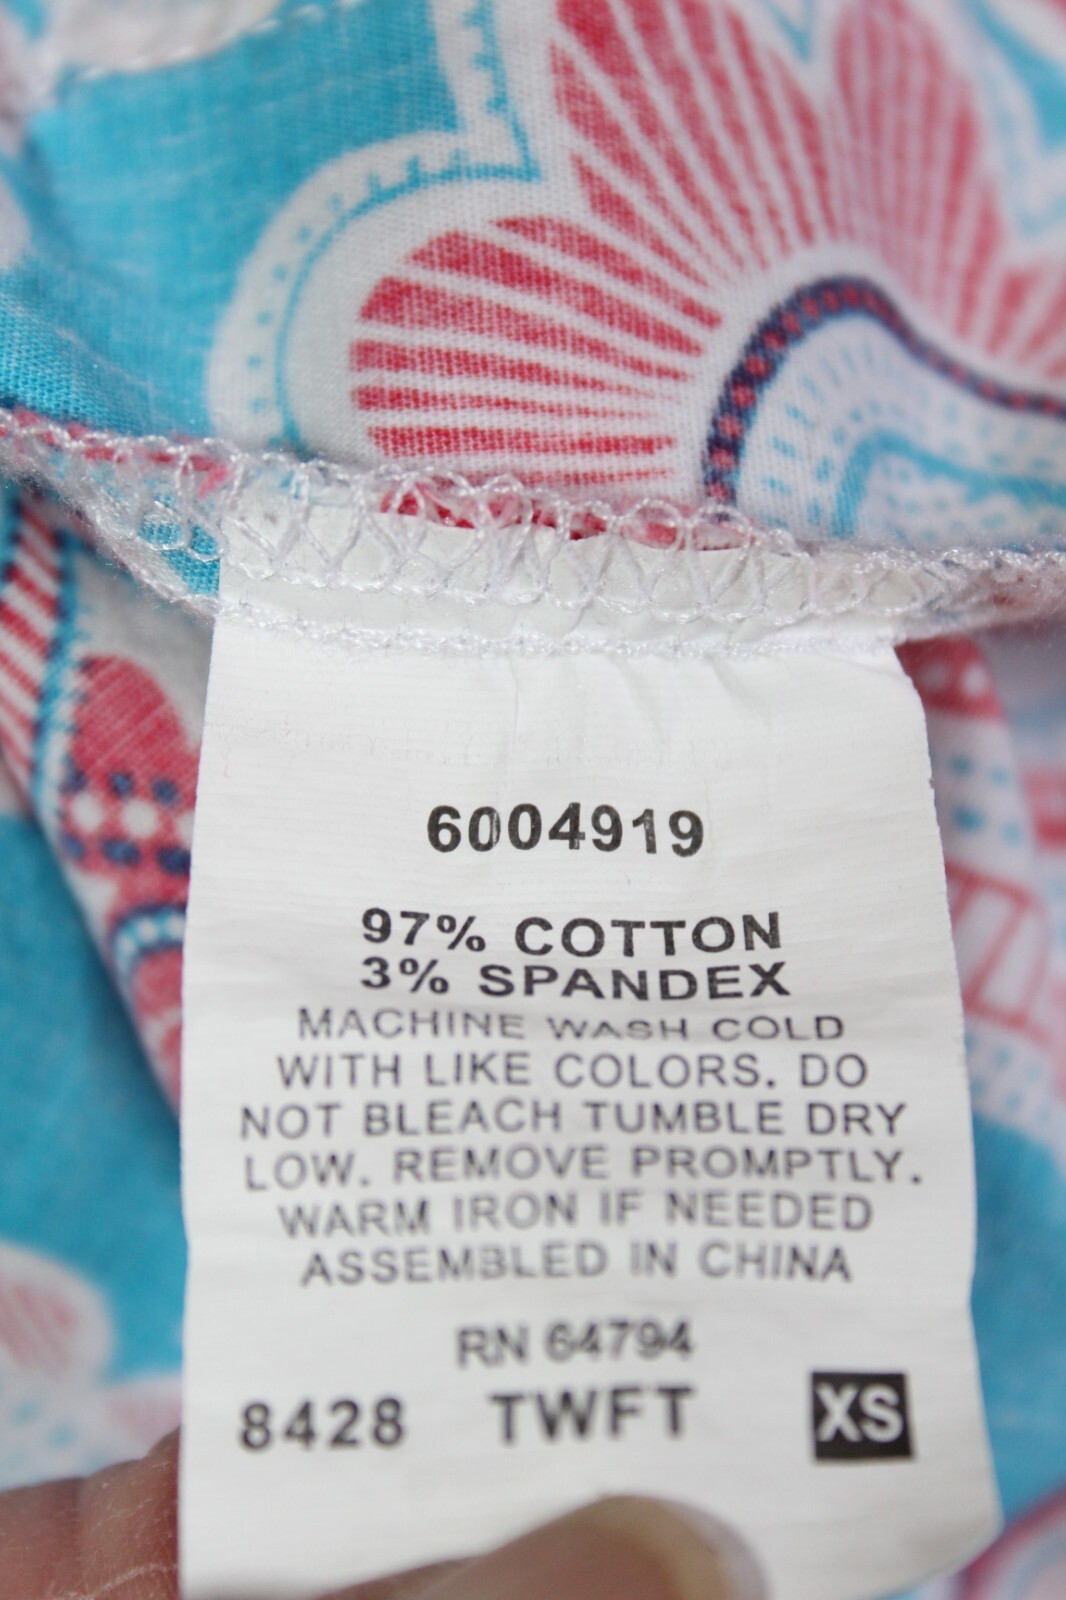 6004919
97% COTTON
3% SPANDEX
MACHINE WASH COLD
WITH LIKE COLORS. DO
NOT BLEACH TUMBLE DRY
LOW. REMOVE PROMPTLY.
WARM IRON IF NEEDED
ASSEMBLED IN CHINA
RN 64794
8428 TWFT XS